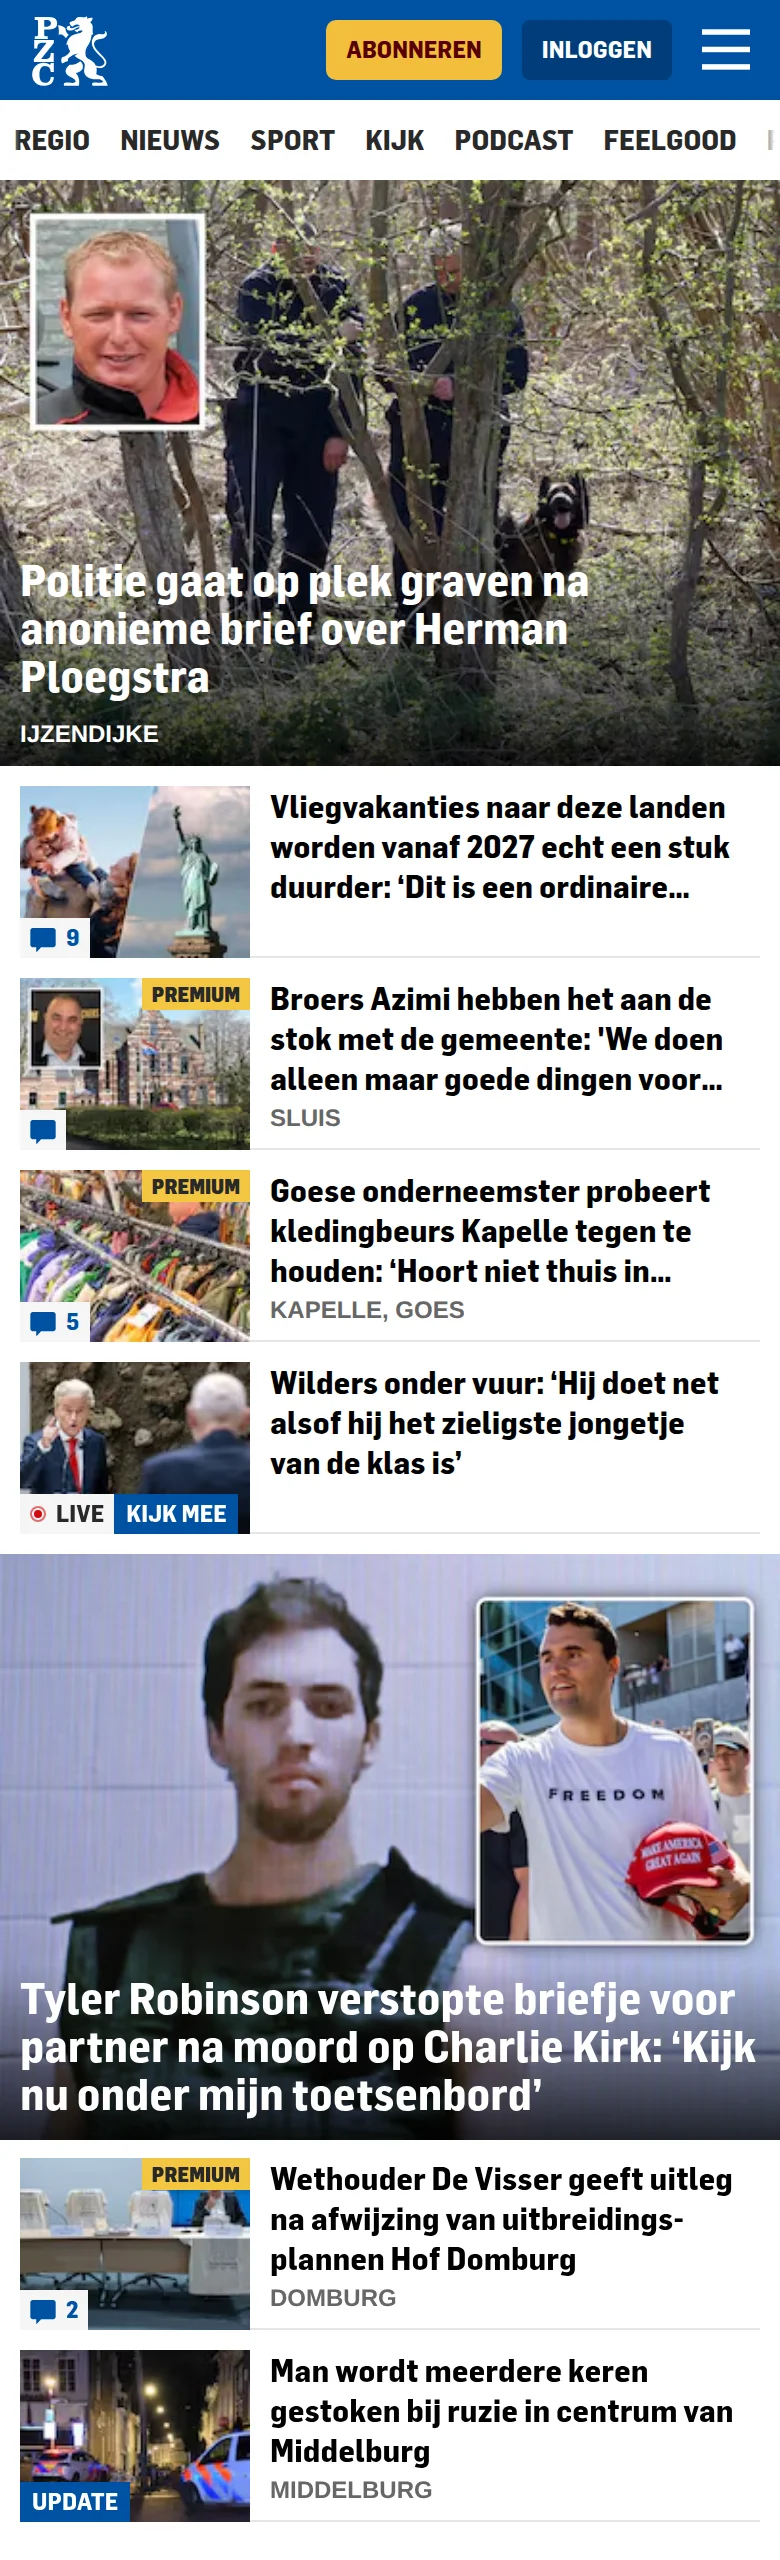 PZC
ABONNEREN
INLOGGEN
REGIO NIEUWS SPORT KIJK PODCAST FEELGOOD
Politie gaat op plek graven na
anonieme brief over Herman
Ploegstra
IJZENDIJKE
Vliegvakanties naar deze landen
worden vanaf 2027 echt een stuk
duurder: ‘Dit is een ordinaire...
9
PREMIUM
Broers Azimi hebben het aan de
stok met de gemeente: 'We doen
alleen maar goede dingen voor...
SLUIS
PREMIUM
Goese onderneemster probeert
kledingbeurs Kapelle tegen te
houden: ‘Hoort niet thuis in...
KAPELLE, GOES
5
Wilders onder vuur: ‘Hij doet net
alsof hij het zieligste jongetje
van de klas is’
LIVE KIJK MEE
FREEDOM
MAKE AMERICA
GREAT AGAIN
Tyler Robinson verstopte briefje voor
partner na moord op Charlie Kirk: ‘Kijk
nu onder mijn toetsenbord’
PREMIUM
Wethouder De Visser geeft uitleg
na afwijzing van uitbreidings-
plannen Hof Domburg
DOMBURG
2
Man wordt meerdere keren
gestoken bij ruzie in centrum van
Middelburg
MIDDELBURG
UPDATE